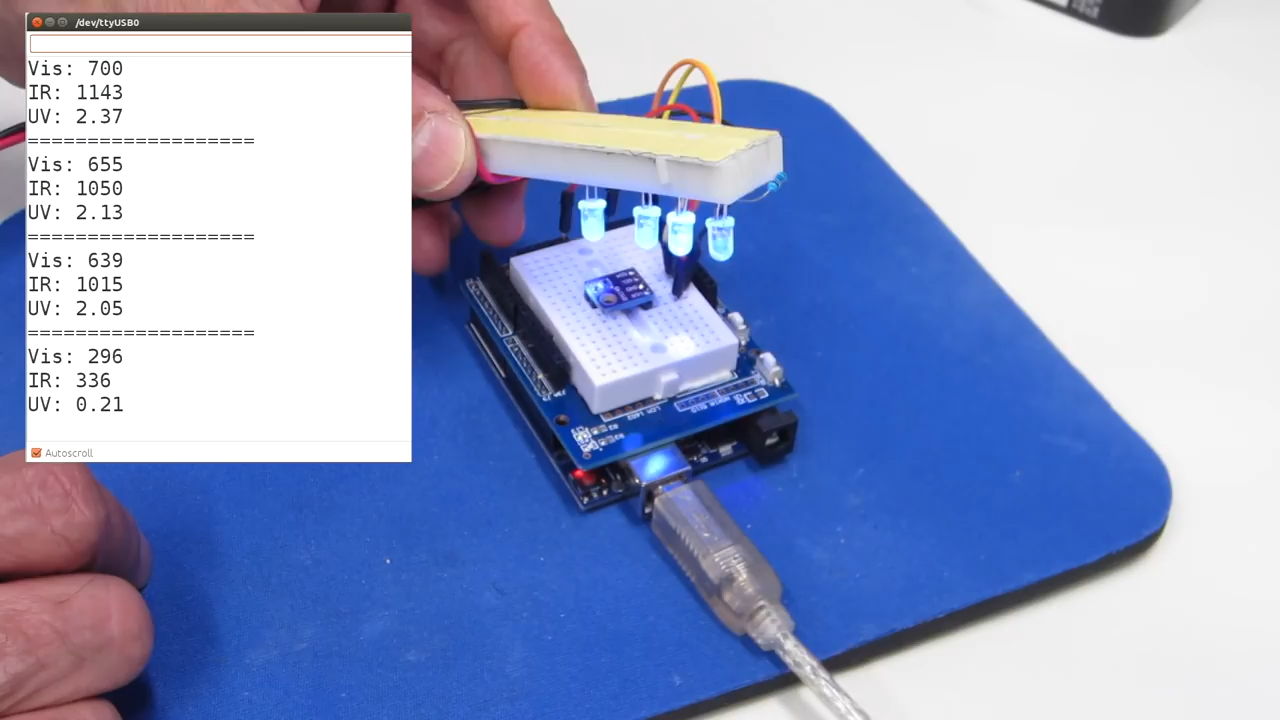 /dev/ttyUSB0
Vis: 700
IR: 1143
UV: 2.37
===================
Vis: 655
IR: 1050
UV: 2.13
===================
Vis: 639
IR: 1015
UV: 2.05
===================
Vis: 296
IR: 336
UV: 0.21
Autoscroll